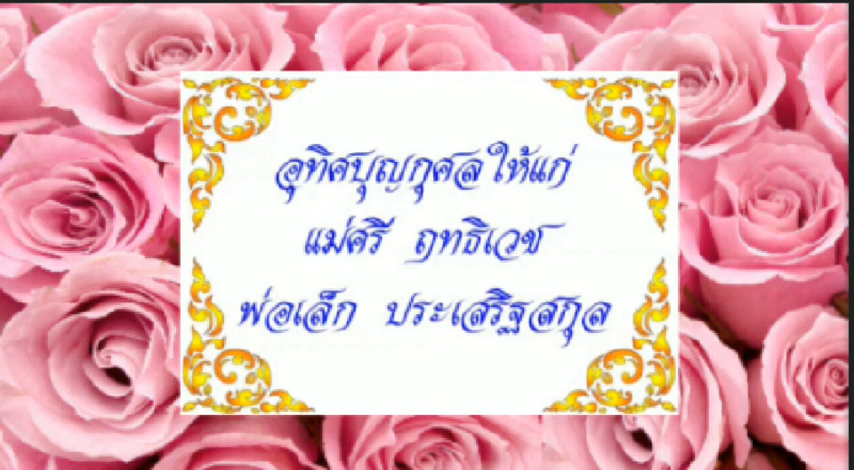 อุทิศบุญกุศลให้แก่
แม่ศรี ฤทธิเวช
พ่อเล็ก ประเสริฐสกุล